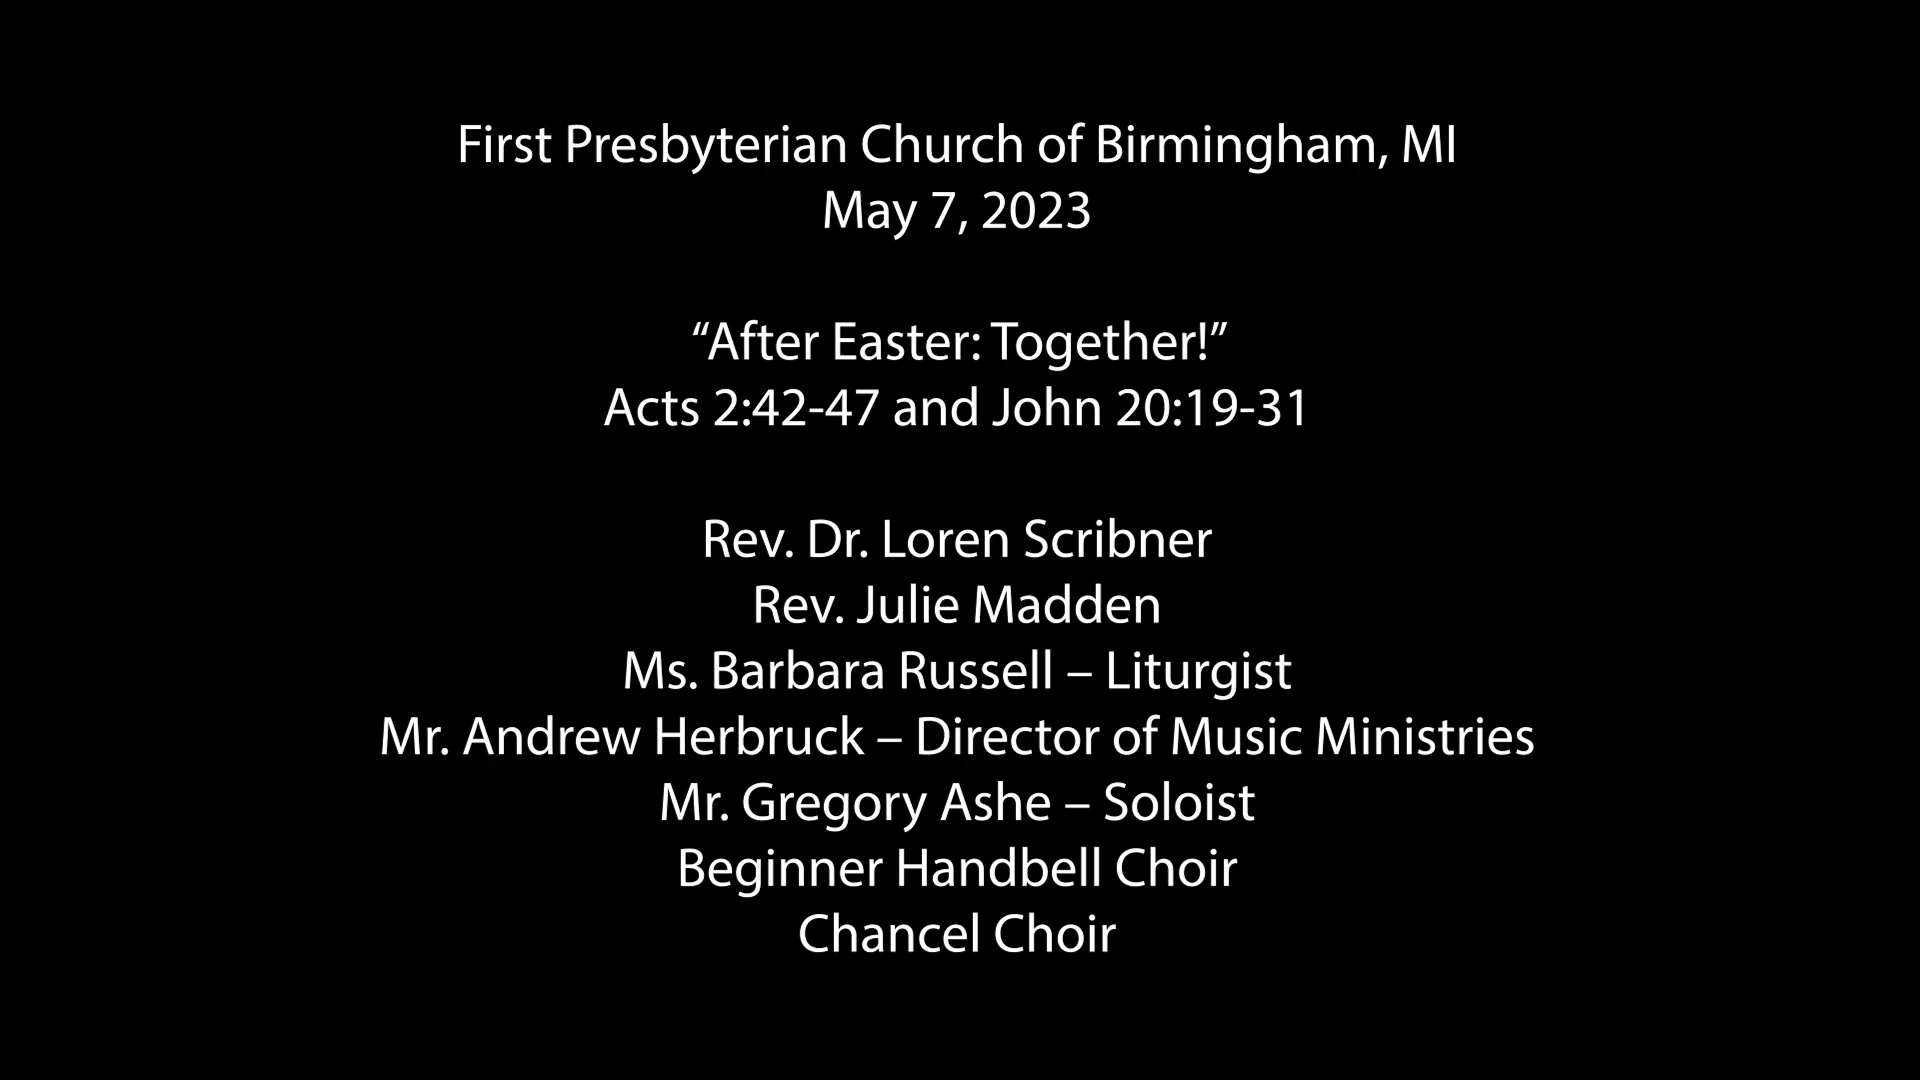 First Presbyterian Church of Birmingham, MI
May 7, 2023
“After Easter: Together!”
Acts 2:42-47 and John 20:19-31
Rev. Dr. Loren Scribner
Rev. Julie Madden
Ms. Barbara Russell – Liturgist
Mr. Andrew Herbruck – Director of Music Ministries
Mr. Gregory Ashe – Soloist
Beginner Handbell Choir
Chancel Choir